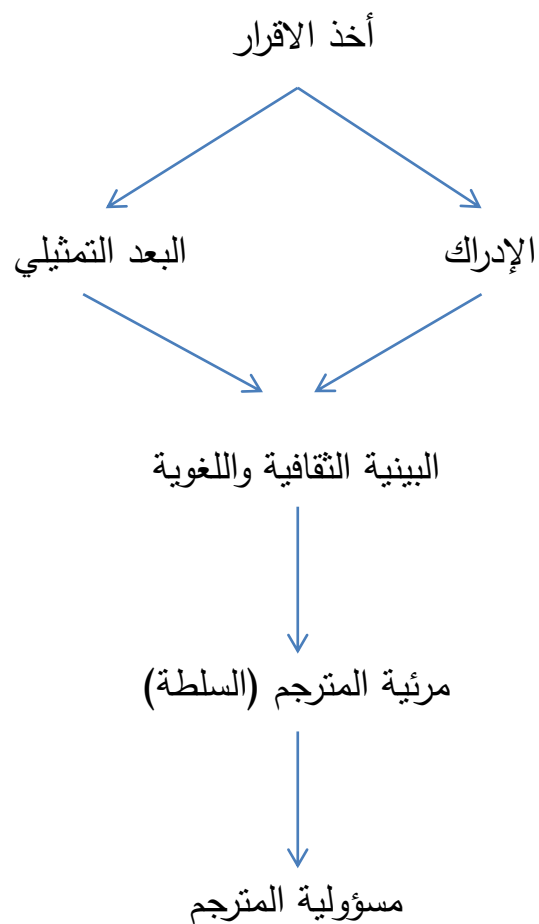 أخذ الاقرار
الإدراك
البعد التمثيلي
البينية الثقافية واللغوية
مرئية المترجم (السلطة)
مسؤولية المترجم